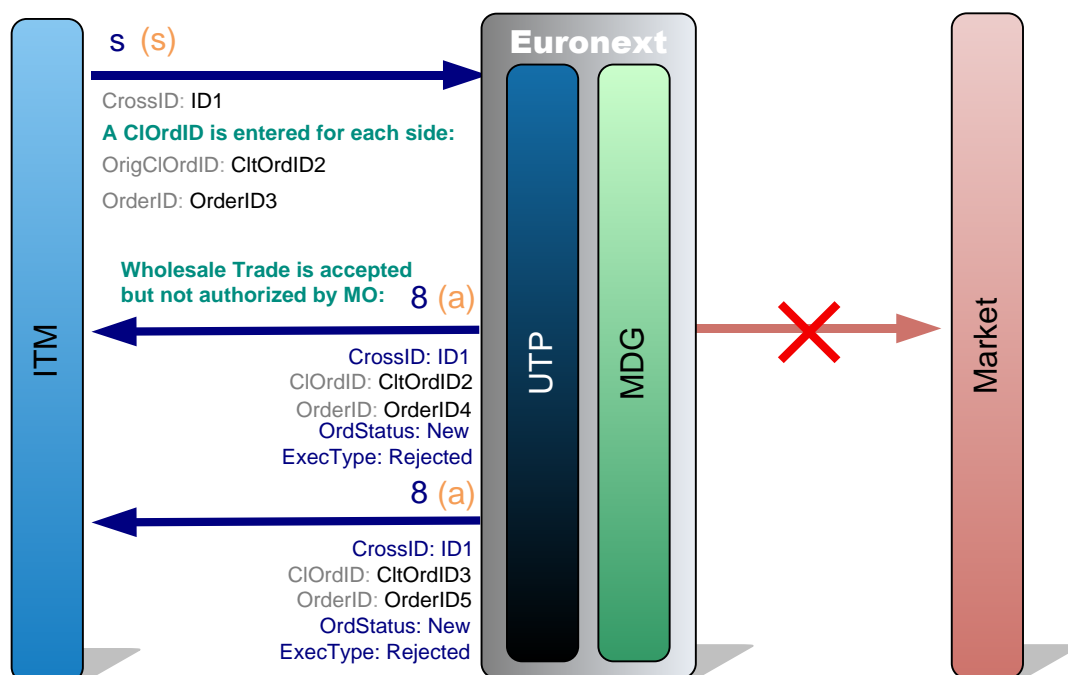 s (s)
Euronext
CrossID: ID1
A ClOrdID is entered for each side:
OrigClOrdID: CltOrdID2
OrderID: OrderID3
Wholesale Trade is accepted
but not authorized by MO:
8 (a)
CrossID: ID1
ClOrdID: CltOrdID2
OrderID: OrderID4
OrdStatus: New
ExecType: Rejected
8 (a)
CrossID: ID1
ClOrdID: CltOrdID3
OrderID: OrderID5
OrdStatus: New
ExecType: Rejected
ITM
UTP
MDG
Market